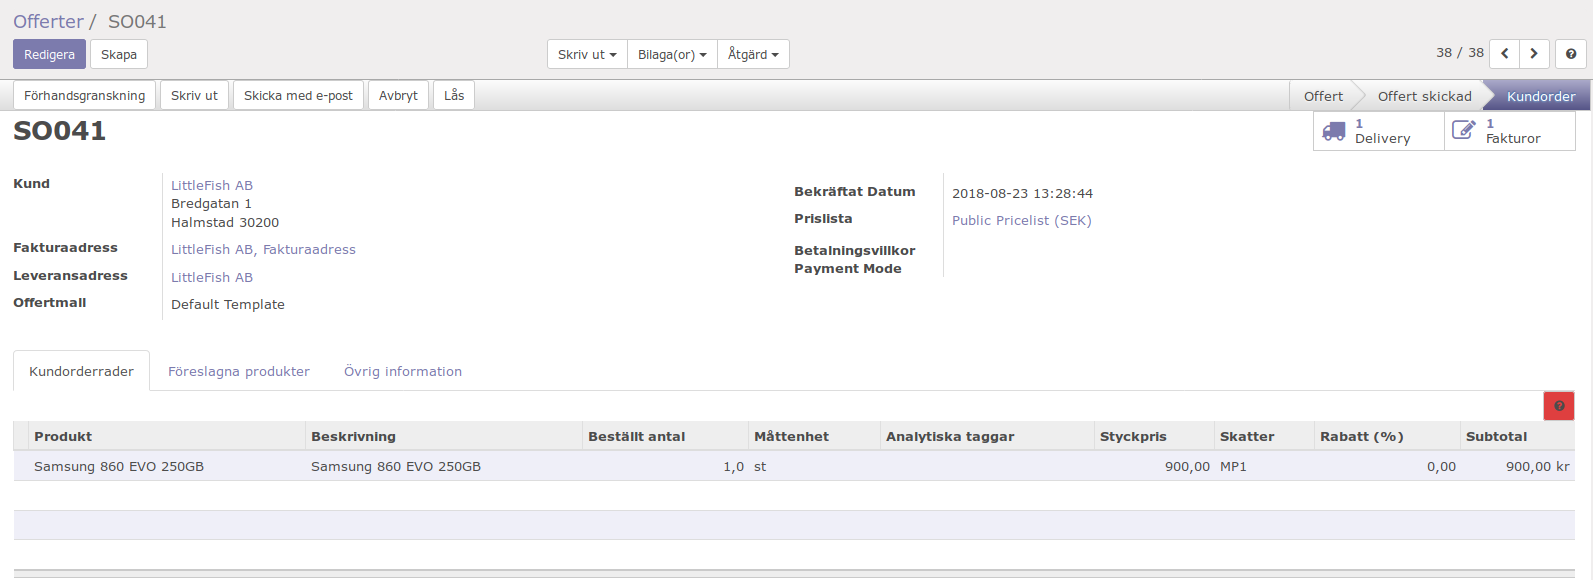 Offerter / SO041
Redigera Skapa Skriv ut Bilaga(or) Åtgärd 38 / 38
Förhandsgranskning Skriv ut Skicka med e-post Avbryt Lås Offert Offert skickad Kundorder
SO041
1 Delivery
1 Fakturor
Kund LittleFish AB
Bredgatan 1
Halmstad 30200
Fakturaadress LittleFish AB, Fakturaadress
Leveransadress LittleFish AB
Offertmall Default Template
Bekräftat Datum 2018-08-23 13:28:44
Prislista Public Pricelist (SEK)
Betalningsvillkor
Payment Mode
Kundorderrader Föreslagna produkter Övrig information
Produkt Beskrivning Beställt antal Måttenhet Analytiska taggar Styckpris Skatter Rabatt (%) Subtotal
Samsung 860 EVO 250GB Samsung 860 EVO 250GB 1,0 st 900,00 MP1 0,00 900,00 kr